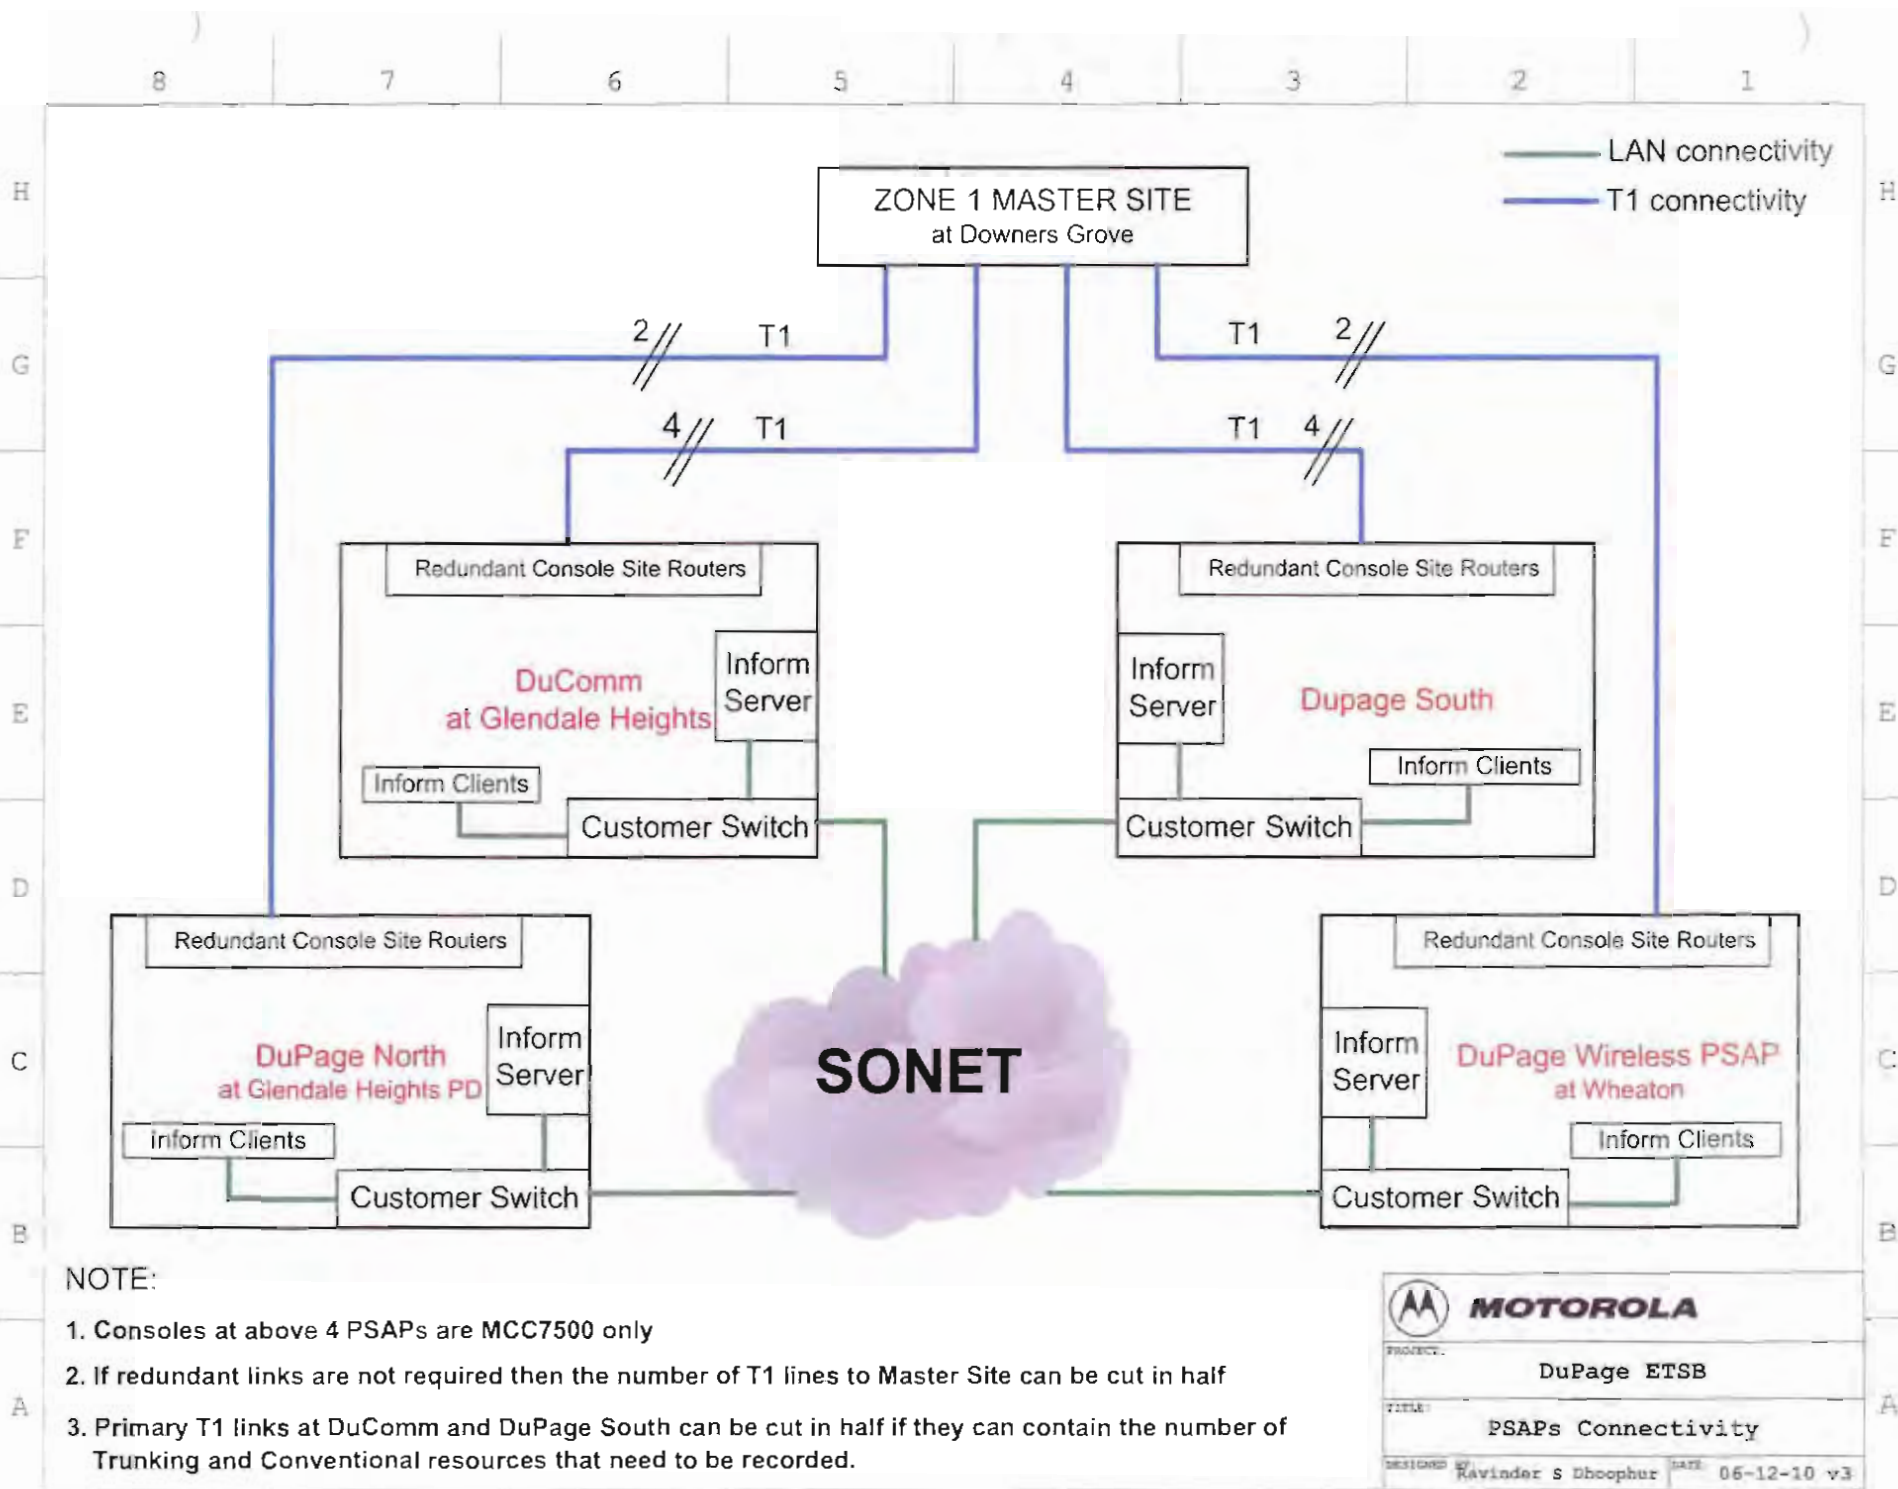 8 7 6 5 4 3 2 1
LAN connectivity
T1 connectivity
H
ZONE 1 MASTER SITE
at Downers Grove
H
G
2 T1
T1 2
G
4 T1
T1 4
F
Redundant Console Site Routers
Redundant Console Site Routers
F
E
DuComm
at Glendale Heights
Inform
Server
Inform
Server
Dupage South
E
Inform Clients
Customer Switch
Customer Switch
Inform Clients
D
D
Redundant Console Site Routers
Redundant Console Site Routers
C
DuPage North
at Glendale Heights PD
Inform
Server
SONET
Inform
Server
DuPage Wireless PSAP
at Wheaton
C
inform Clients
Customer Switch
Customer Switch
Inform Clients
B
B
NOTE:
1. Consoles at above 4 PSAPs are MCC7500 only
2. If redundant links are not required then the number of T1 lines to Master Site can be cut in half
3. Primary T1 links at DuComm and DuPage South can be cut in half if they can contain the number of
Trunking and Conventional resources that need to be recorded.
A
MOTOROLA
PROJECT:
DuPage ETSB
TITLE:
PSAPs Connectivity
DESIGNED BY
Ravinder S Dhoophur
DATE
06-12-10 v3
A